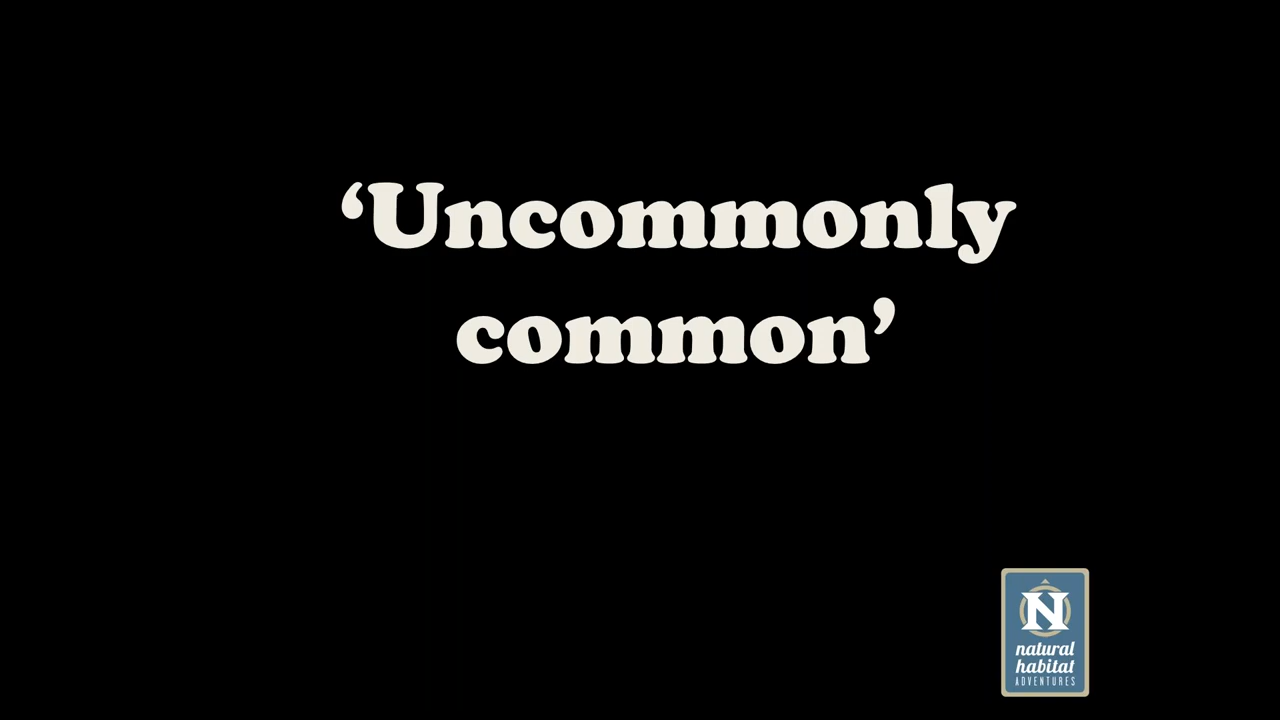 ‘Uncommonly
common’
N
natural
habitat
ADVENTURES